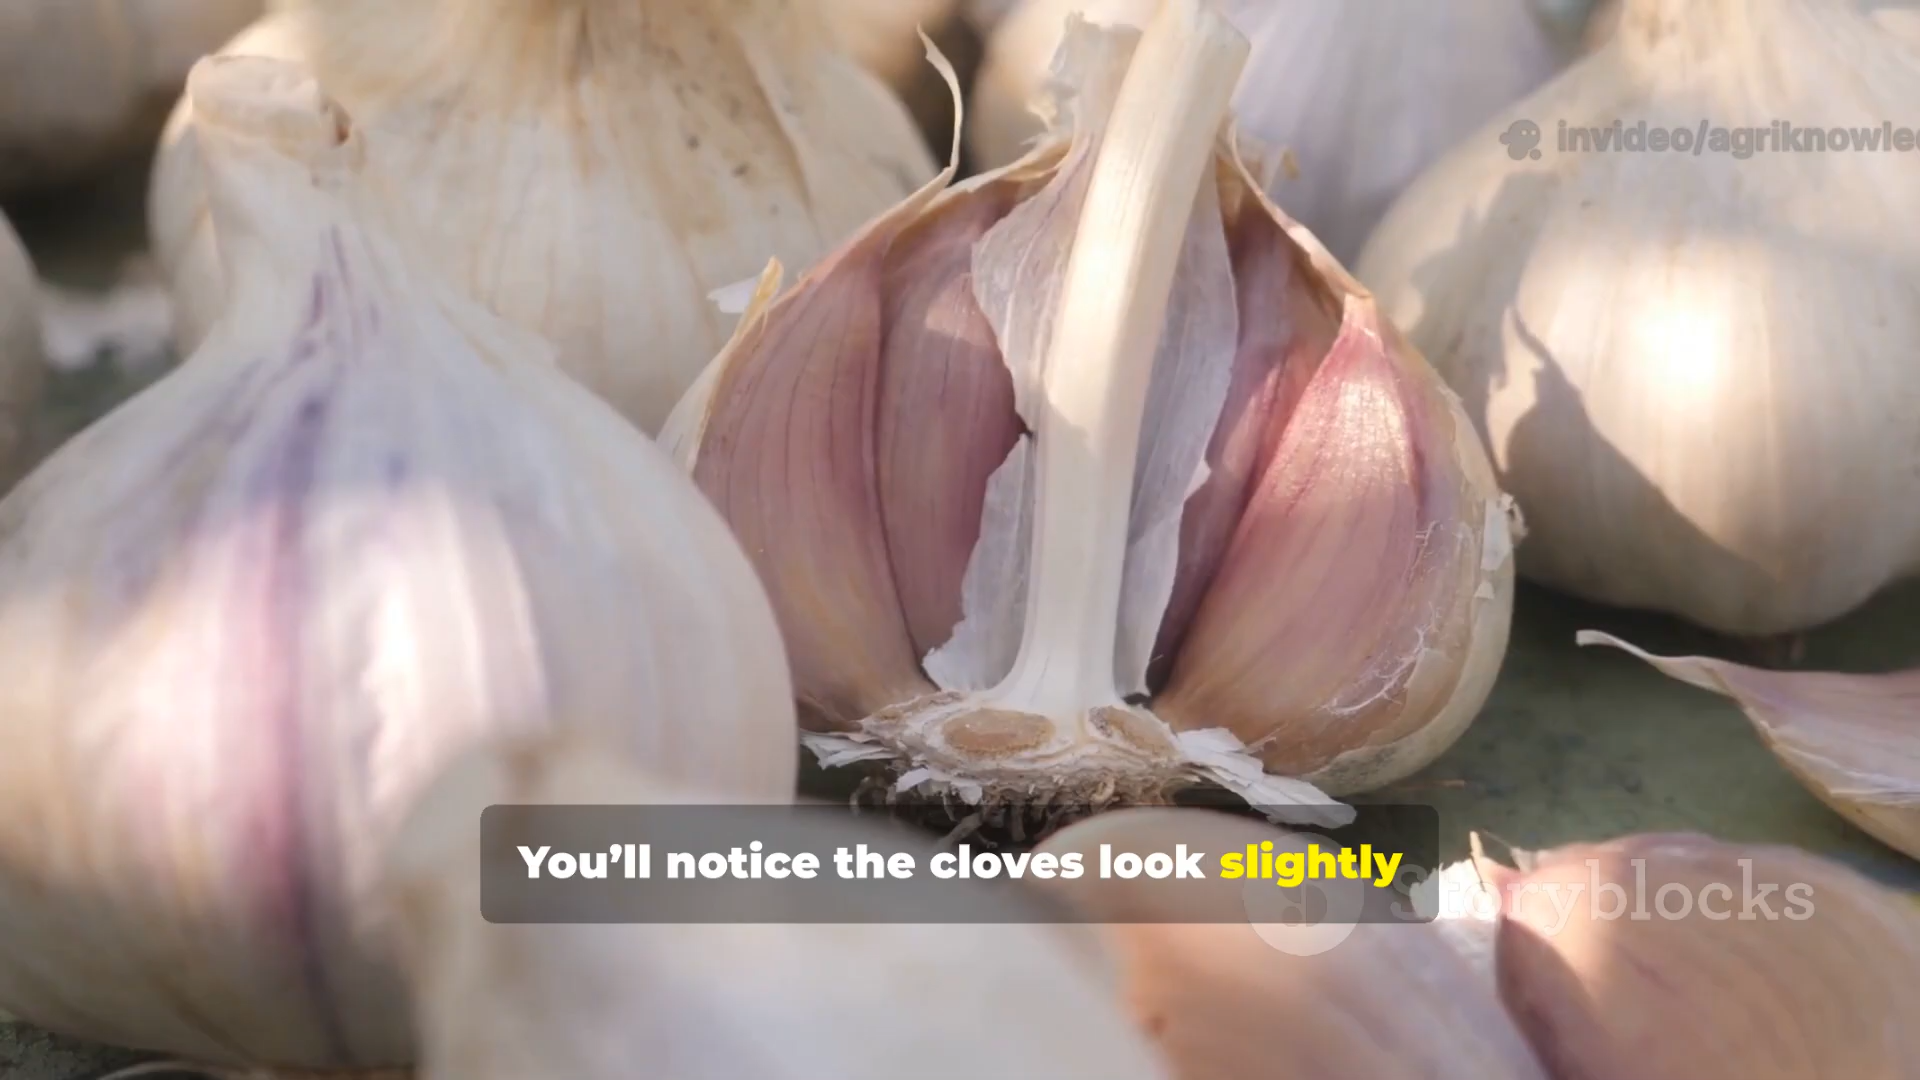 invideo/agriknowle
You’ll notice the cloves look slightly
Storyblocks